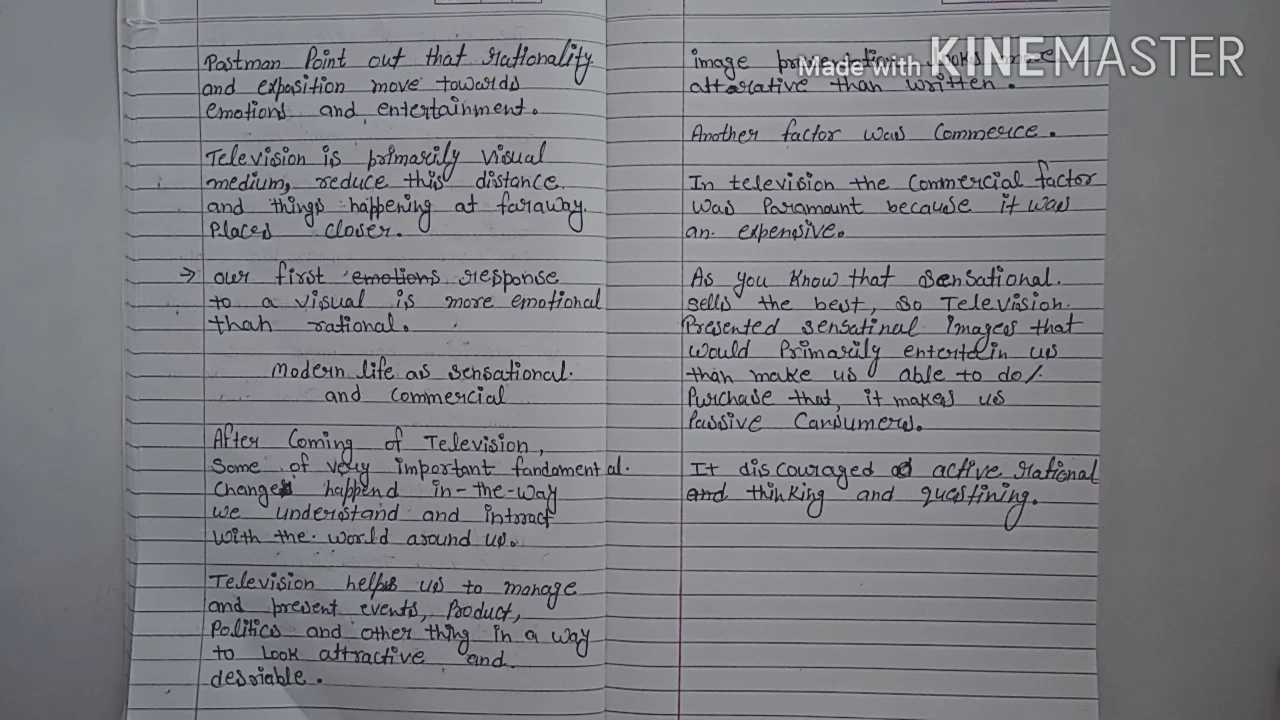 Postman Point out that rationality
and exposition move towards
emotions and entertainment.
Television is primarily visual
medium, reduce this distance
and things happening at faraway
places closer.
→ our first emotions response
to a visual is more emotional
than rational.
Modern life as sensational
and commercial
After Coming of Television,
Some of very important fandamental
changes happend in-the-way
we understand and intract
with the world around us.
Television helps us to manage
and present events, Product,
Politics and other thing in a way
to look attractive and
desriable.
image
attarative than written.
Made with KINEMASTER
Another factor was Commerce.
In television the Commercial factor
was Paramount because it was
an expensive.
As you know that sensational
sells the best, so Television
Presented sensatinal images that
would Primarily entertain us
than make us able to do/.
Purchase that, it makes us
Passive Cansumers.
It discouraged active rational
and thinking and questining.